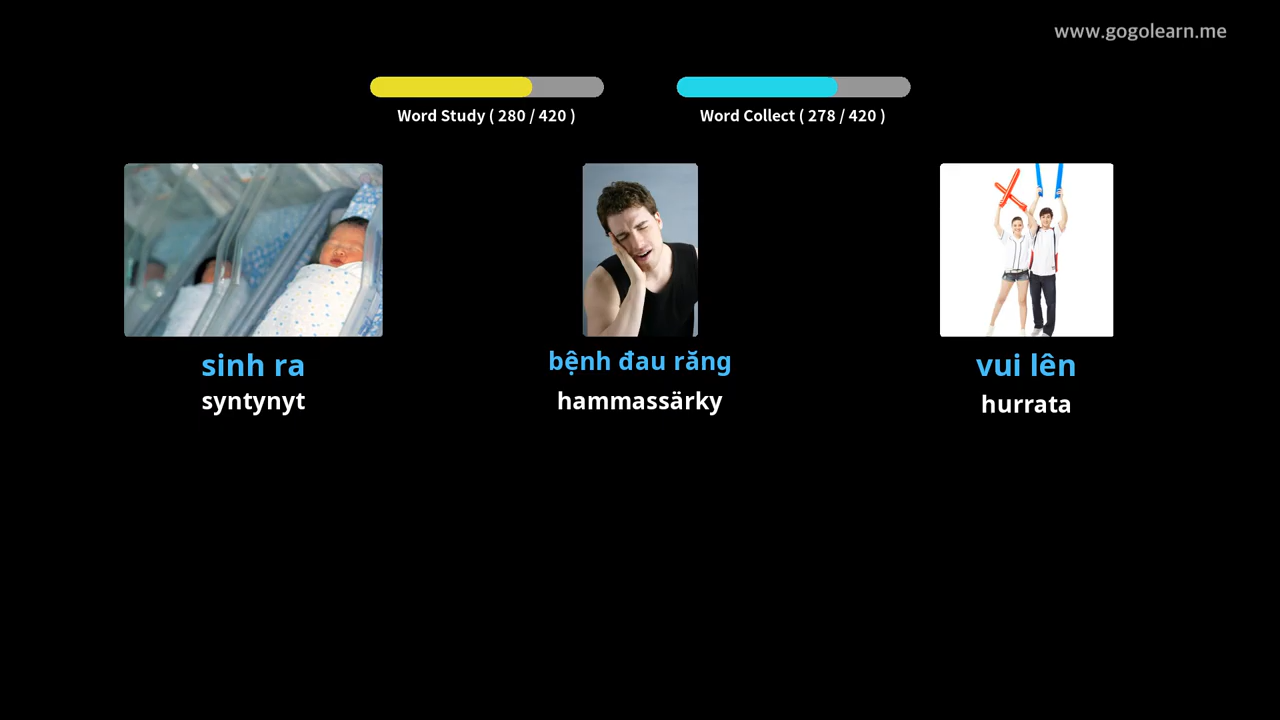 www.gogolearn.me
Word Study ( 280 / 420 )
Word Collect ( 278 / 420 )
sinh ra
syntynyt
bệnh đau răng
hammassärky
vui lên
hurrata